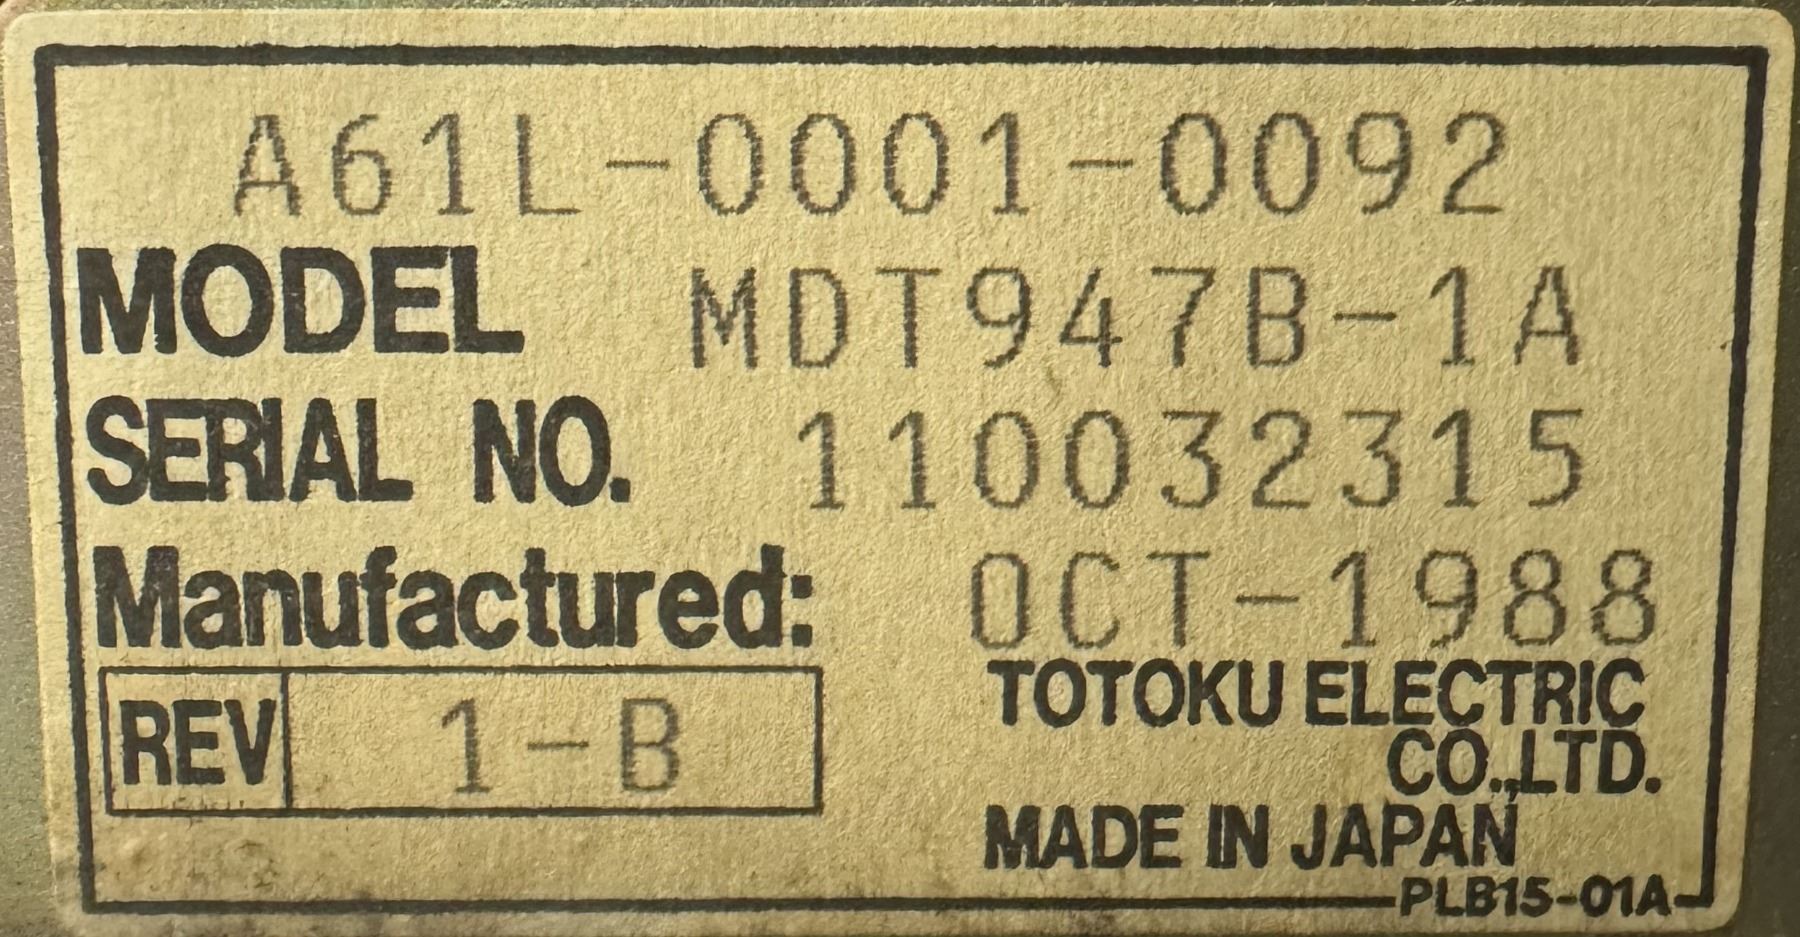 A61L-0001-0092
MODEL MDT947B-1A
SERIAL NO. 110032315
Manufactured: OCT-1988
REV 1-B
TOTOKU ELECTRIC
CO.,LTD.
MADE IN JAPAN
PLB15-01A